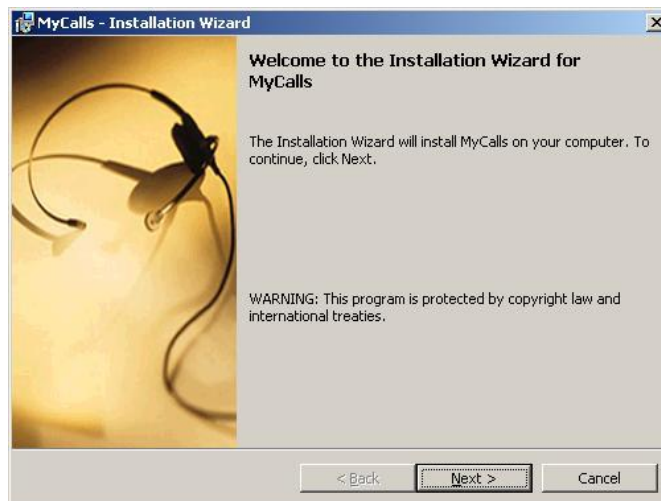 MyCalls - Installation Wizard
Welcome to the Installation Wizard for
MyCalls
The Installation Wizard will install MyCalls on your computer. To
continue, click Next.
WARNING: This program is protected by copyright law and
international treaties.
< Back
Next >
Cancel